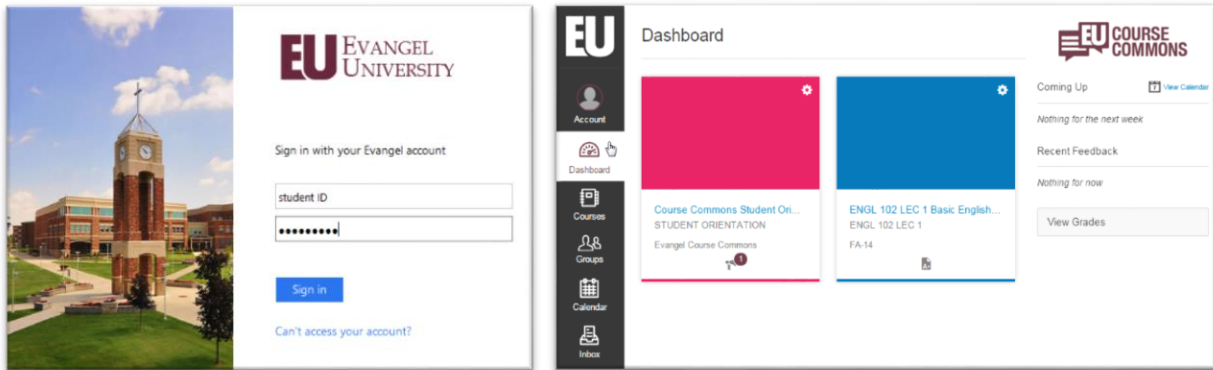 EU EVANGEL
UNIVERSITY
Sign in with your Evangel account
student ID
•••••••••
Sign in
Can't access your account?
EU
Account
Dashboard
Courses
Groups
Calendar
Inbox
Dashboard
Course Commons Student Ori...
STUDENT ORIENTATION
Evangel Course Commons
1
ENGL 102 LEC 1 Basic English...
ENGL 102 LEC 1
FA-14
EU COURSE
COMMONS
Coming Up
View Calendar
Nothing for the next week
Recent Feedback
Nothing for now
View Grades